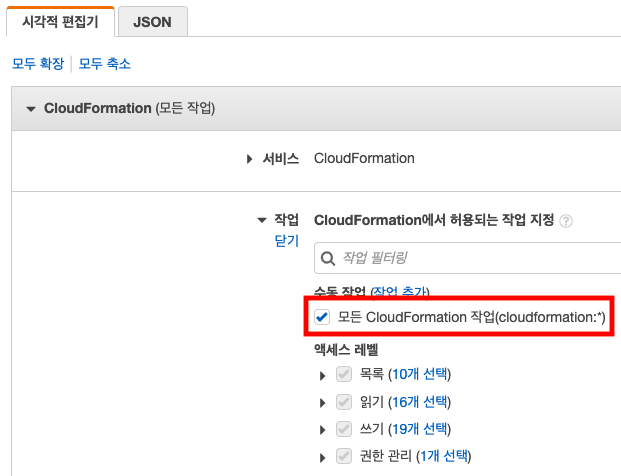 시각적 편집기 JSON
모두 확장 모두 축소
CloudFormation (모든 작업)
서비스 CloudFormation
작업 CloudFormation에서 허용되는 작업 지정 ?
닫기
작업 필터링
수동 작업 (작업 추가)
모든 CloudFormation 작업(cloudformation:*)
액세스 레벨
목록 (10개 선택)
읽기 (16개 선택)
쓰기 (19개 선택)
권한 관리 (1개 선택)